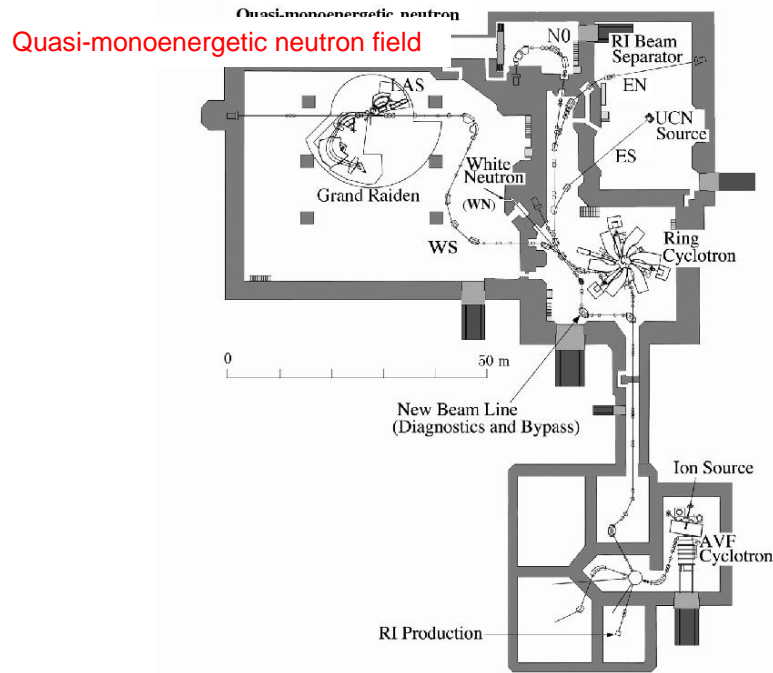 Quasi-monoenergetic neutron
Quasi-monoenergetic neutron field
N0
RI Beam
Separator
EN
LAS
UCN
Source
White
Neutron
(WN)
ES
Grand Raiden
WS
Ring
Cyclotron
0
50 m
New Beam Line
(Diagnostics and Bypass)
Ion Source
AVF
Cyclotron
RI Production